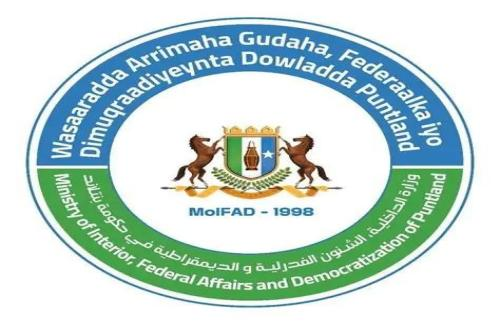 Wasaaradda Arrimaha Gudaha, Federaalka iyo
Dimuqraadiyeynta Dowladda Puntland
MoIFAD - 1998
وزارة الداخلية، الشئون الفدرلية و الديمقراطية في حكومة بنتلاند
Ministry of Interior, Federal Affairs and Democratization of Puntland